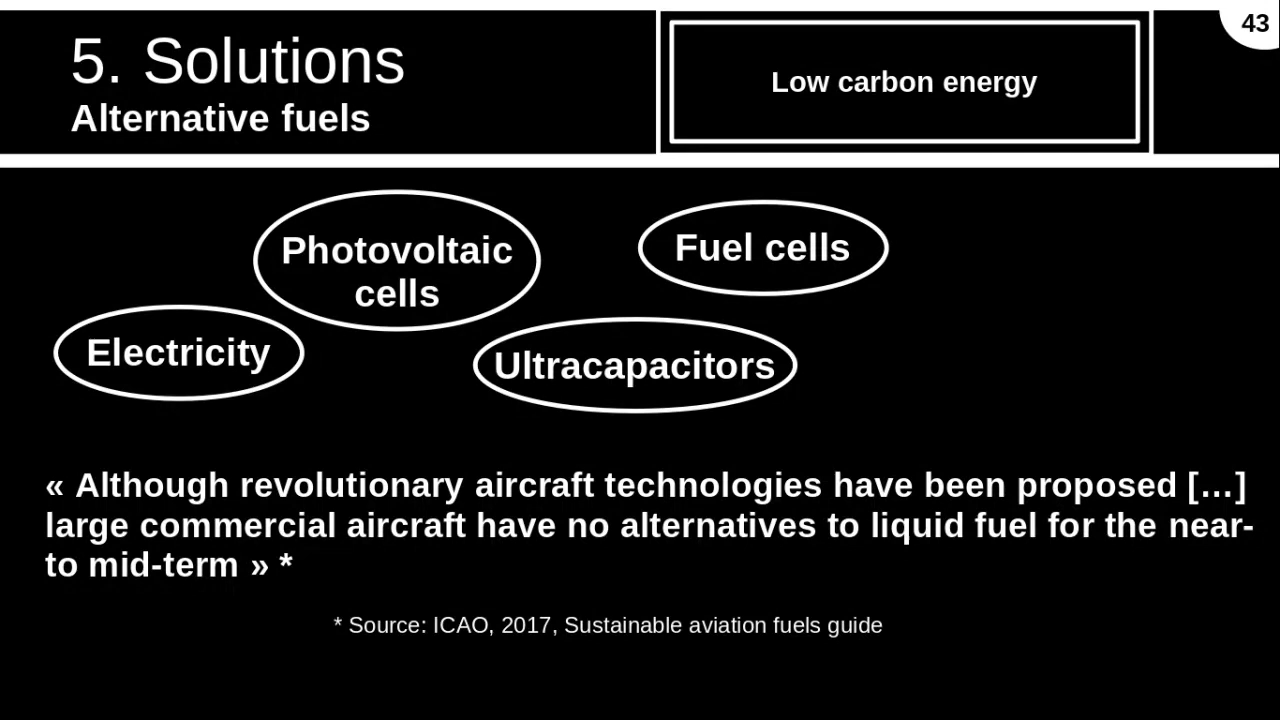 43
5. Solutions
Alternative fuels
Low carbon energy
Photovoltaic
cells
Fuel cells
Electricity
Ultracapacitors
« Although revolutionary aircraft technologies have been proposed […]
large commercial aircraft have no alternatives to liquid fuel for the near-
to mid-term » *
* Source: ICAO, 2017, Sustainable aviation fuels guide